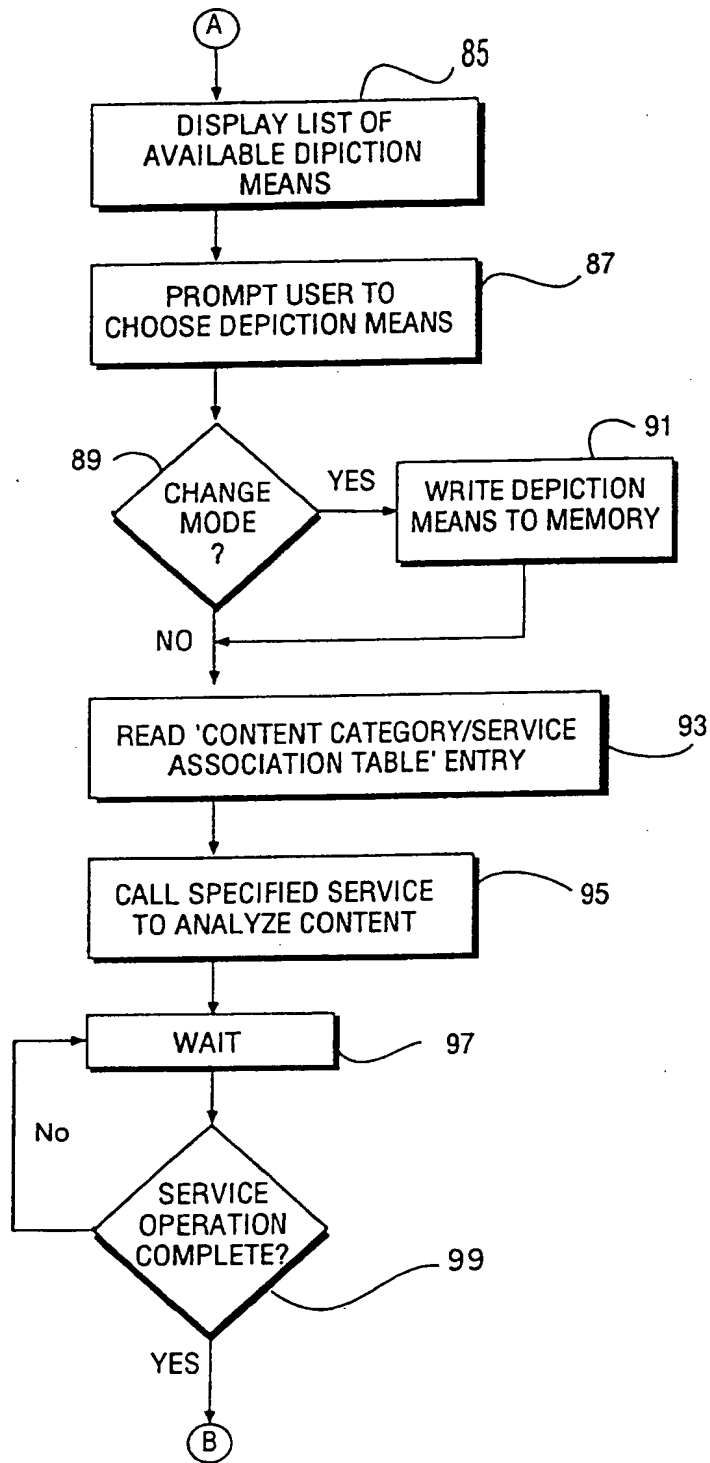 A
85
DISPLAY LIST OF
AVAILABLE DIPICTION
MEANS
87
PROMPT USER TO
CHOOSE DEPICTION MEANS
89
CHANGE
MODE
?
YES
91
WRITE DEPICTION
MEANS TO MEMORY
NO
READ 'CONTENT CATEGORY/SERVICE
ASSOCIATION TABLE' ENTRY
93
CALL SPECIFIED SERVICE
TO ANALYZE CONTENT
95
WAIT
97
No
SERVICE
OPERATION
COMPLETE?
99
YES
B